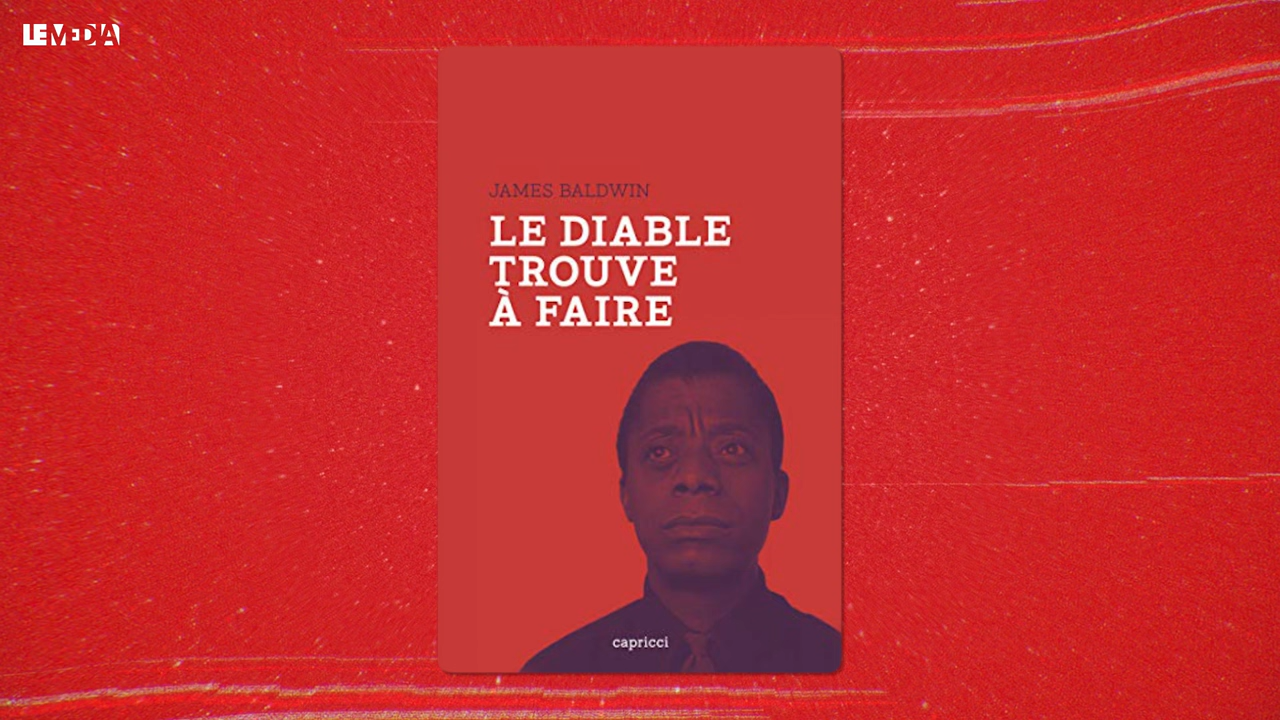 LEMEDIA
JAMES BALDWIN
LE DIABLE
TROUVE
À FAIRE
capricci